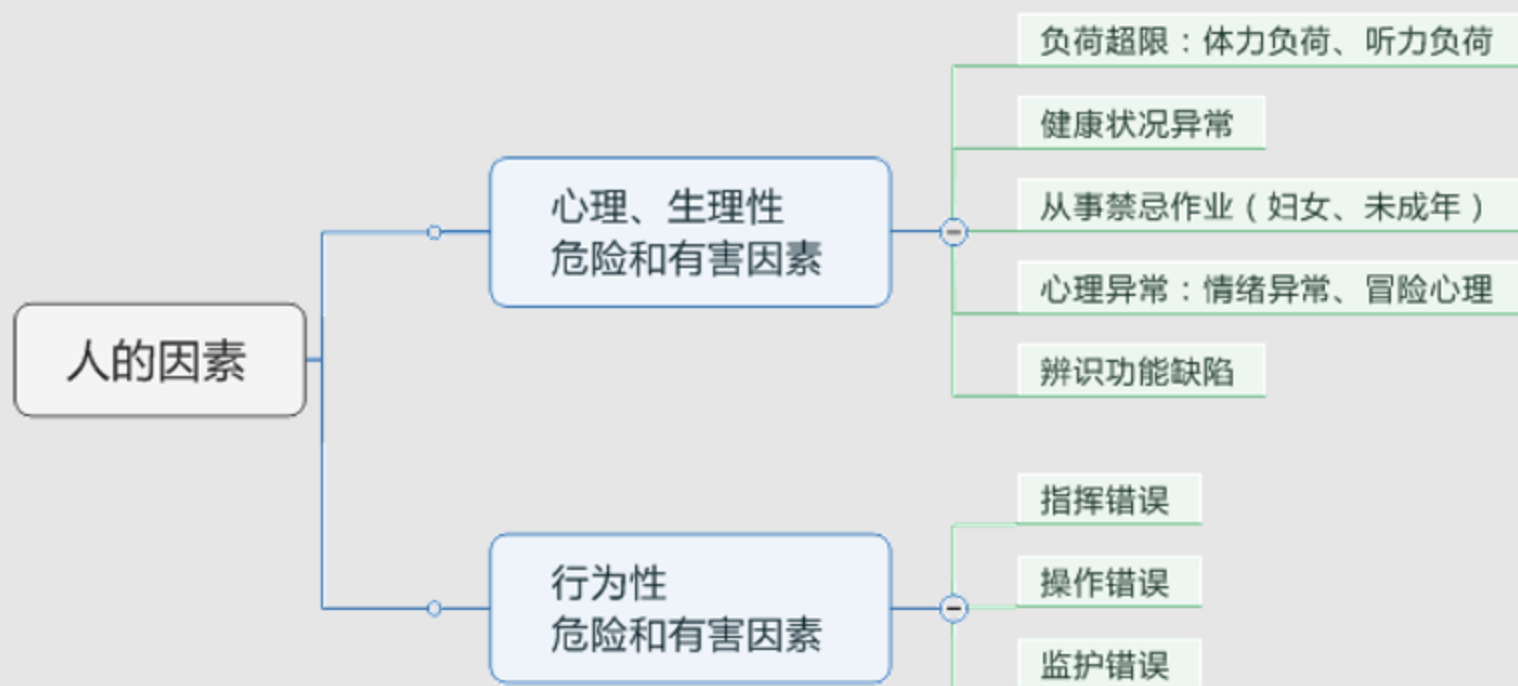 人的因素
心理、生理性
危险和有害因素
负荷超限：体力负荷、听力负荷
健康状况异常
从事禁忌作业（妇女、未成年）
心理异常：情绪异常、冒险心理
辨识功能缺陷
行为性
危险和有害因素
指挥错误
操作错误
监护错误